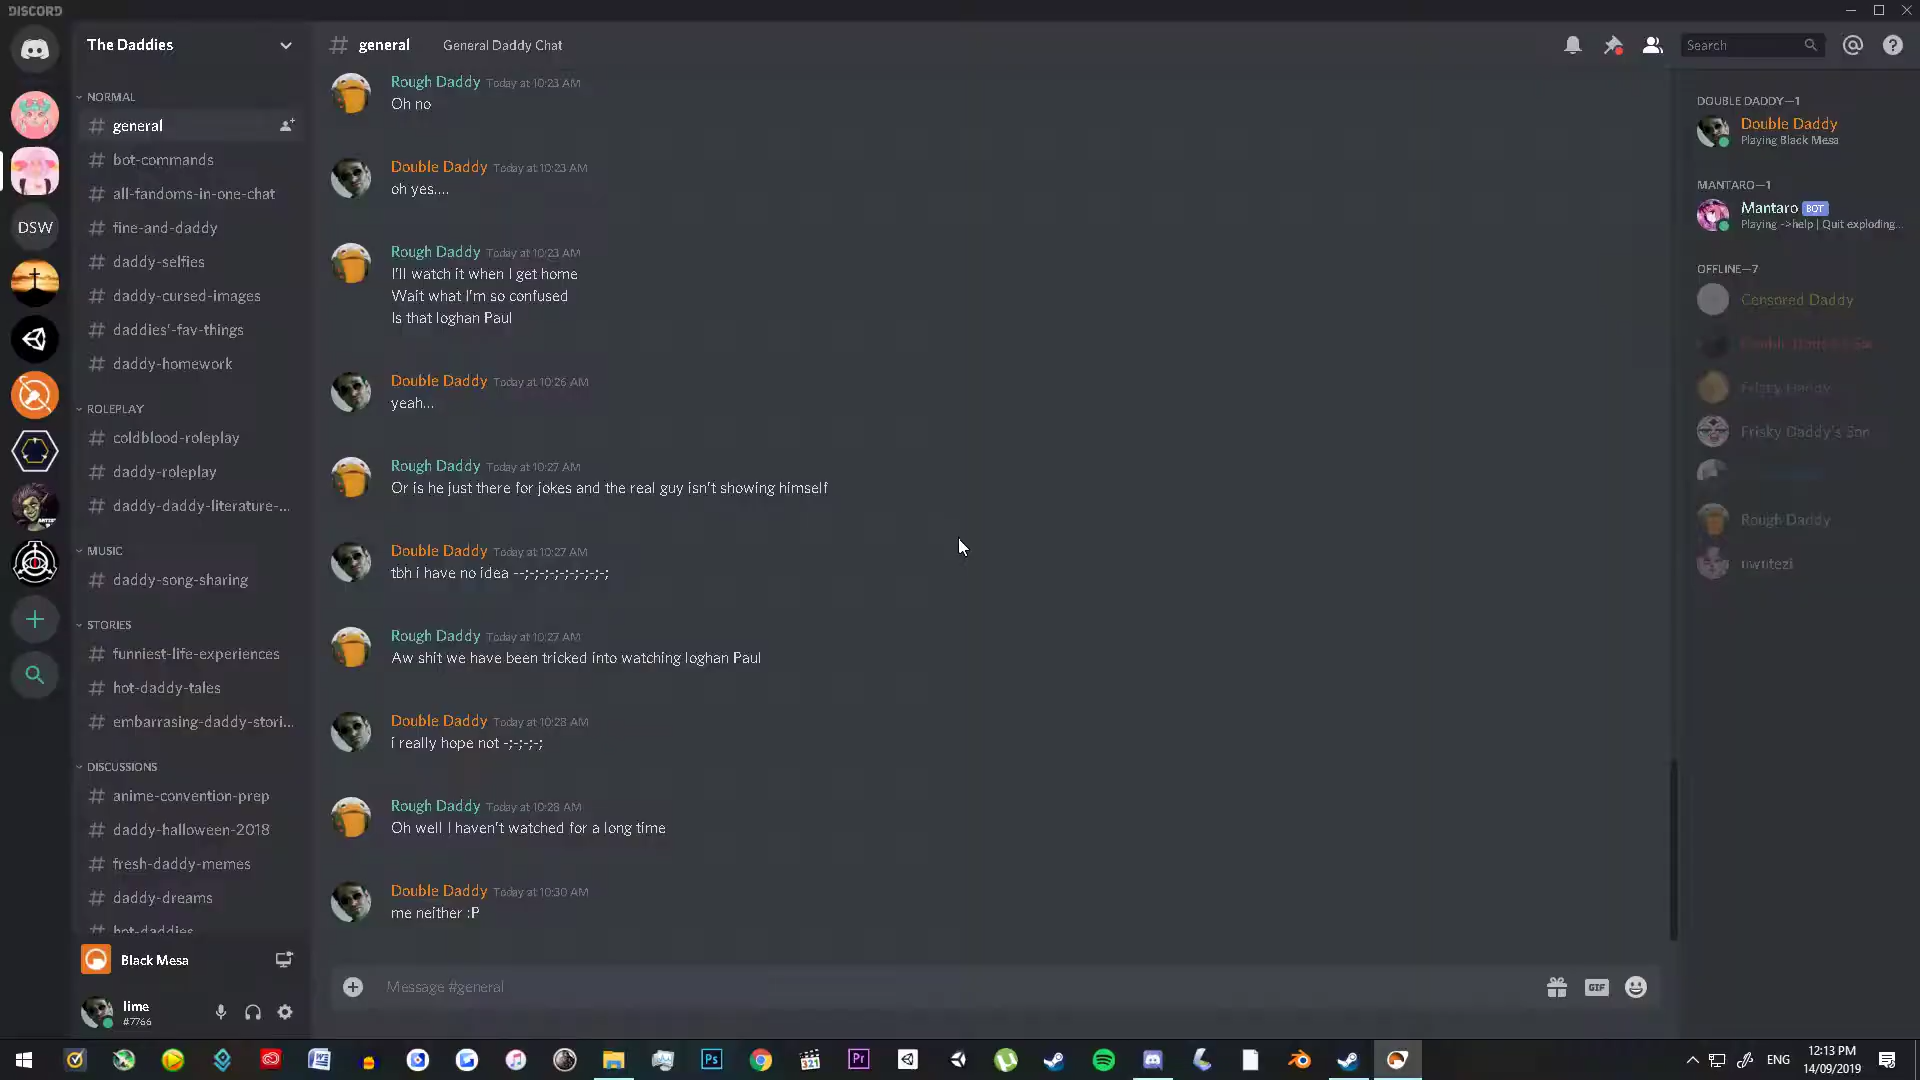 DISCORD
The Daddies
general
General Daddy Chat
Search
NORMAL
general
bot-commands
all-fandoms-in-one-chat
fine-and-daddy
daddy-selfies
daddy-cursed-images
daddies'-fav-things
daddy-homework
ROLEPLAY
coldblood-roleplay
daddy-roleplay
daddy-daddy-literature-...
MUSIC
daddy-song-sharing
STORIES
funniest-life-experiences
hot-daddy-tales
embarrasing-daddy-stori...
DISCUSSIONS
anime-convention-prep
daddy-halloween-2018
fresh-daddy-memes
daddy-dreams
hot-daddies
DSW
Black Mesa
lime
#7766
Rough Daddy Today at 10:23 AM
Oh no
Double Daddy Today at 10:23 AM
oh yes....
Rough Daddy Today at 10:23 AM
I'll watch it when I get home
Wait what I'm so confused
Is that loghan Paul
Double Daddy Today at 10:26 AM
yeah...
Rough Daddy Today at 10:27 AM
Or is he just there for jokes and the real guy isn't showing himself
Double Daddy Today at 10:27 AM
tbh i have no idea --;-;-;-;-;-;-;-;-;
Rough Daddy Today at 10:27 AM
Aw shit we have been tricked into watching loghan Paul
Double Daddy Today at 10:28 AM
i really hope not -;-;-;-;
Rough Daddy Today at 10:28 AM
Oh well I haven't watched for a long time
Double Daddy Today at 10:30 AM
me neither :P
Message #general
GIF
DOUBLE DADDY—1
Double Daddy
Playing Black Mesa
MANTARO—1
Mantaro BOT
Playing ->help | Quit exploding...
OFFLINE—7
Censored Daddy
Frisky Daddy's Son
Rough Daddy
Ps
321
Pr
ENG
12:13 PM
14/09/2019